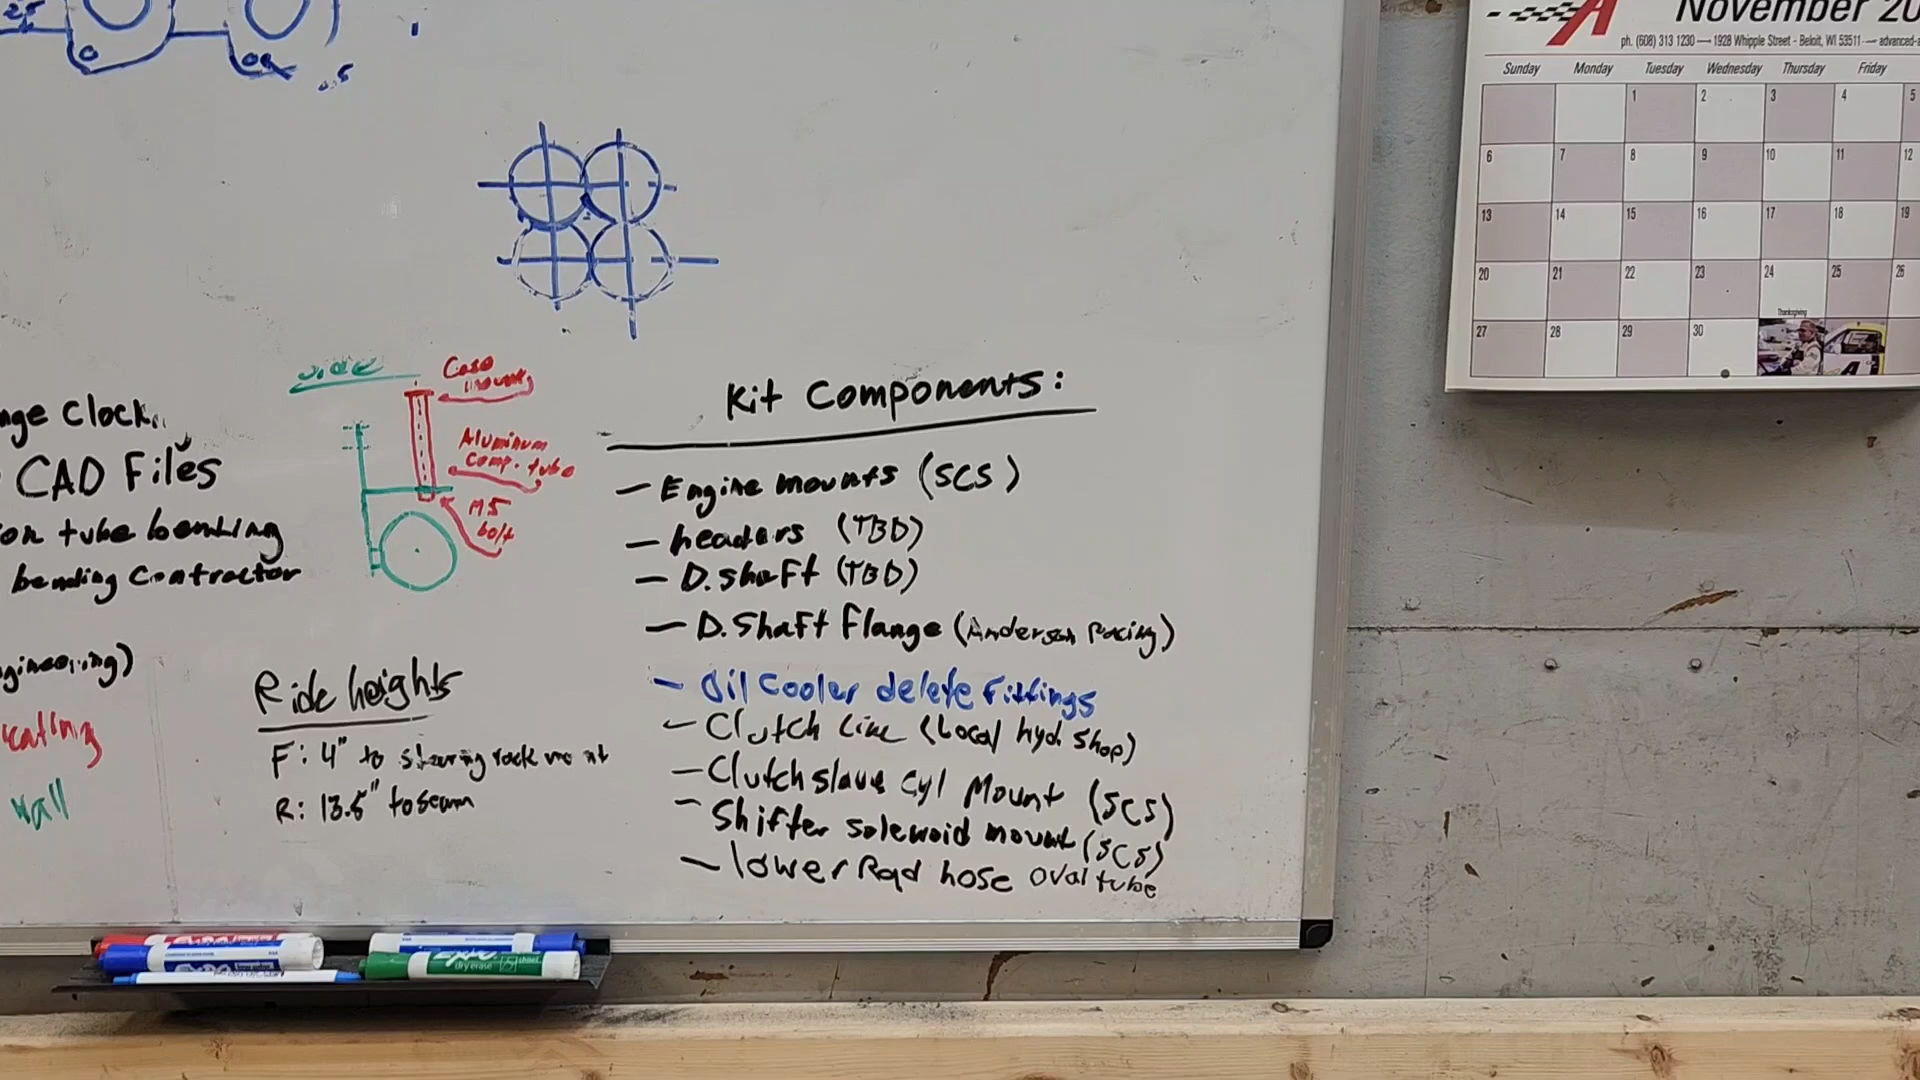 25
.5
Case
mount
Aluminum
comp. tube
M5
bolt
Clock
CAD Files
on tube bending
bending Contractor
Ride heights
F: 4" to steering rack mount
R: 13.5" to seam
wall
Kit Components:
- Engine mounts (SCS)
- headers (TBD)
- D.shaft (TBD)
- D.Shaft flange (Anderson Racing)
- Oil Cooler delete Fittings
- Clutch Line (Local hyd. shop)
- Clutch slave cyl Mount (SCS)
- Shifter solenoid mount (SCS)
- lower Rad hose oval tube
EXPO
dry erase
A
November 20
ph. (608) 313 1230 — 1928 Whipple Street - Beloit, WI 53511 — advanced-a
Sunday Monday Tuesday Wednesday Thursday Friday
1 2 3 4 5
6 7 8 9 10 11 12
13 14 15 16 17 18 19
20 21 22 23 24 25 26
Thanksgiving
27 28 29 30